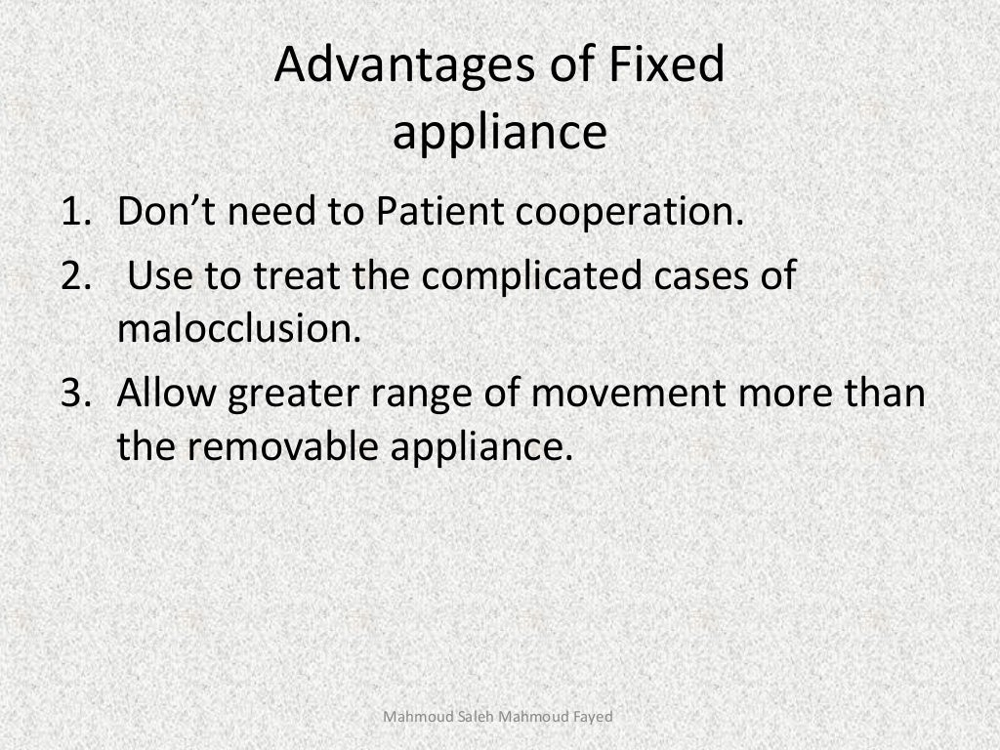 Advantages of Fixed
appliance
1. Don’t need to Patient cooperation.
2. Use to treat the complicated cases of
malocclusion.
3. Allow greater range of movement more than
the removable appliance.
Mahmoud Saleh Mahmoud Fayed